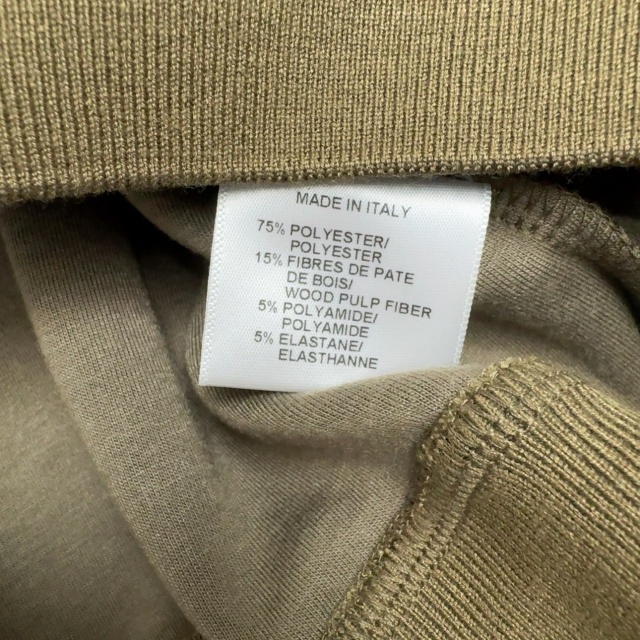 MADE IN ITALY
75% POLYESTER/
POLYESTER
15% FIBRES DE PATE
DE BOIS/
WOOD PULP FIBER
5% POLYAMIDE/
POLYAMIDE
5% ELASTANE/
ELASTHANNE